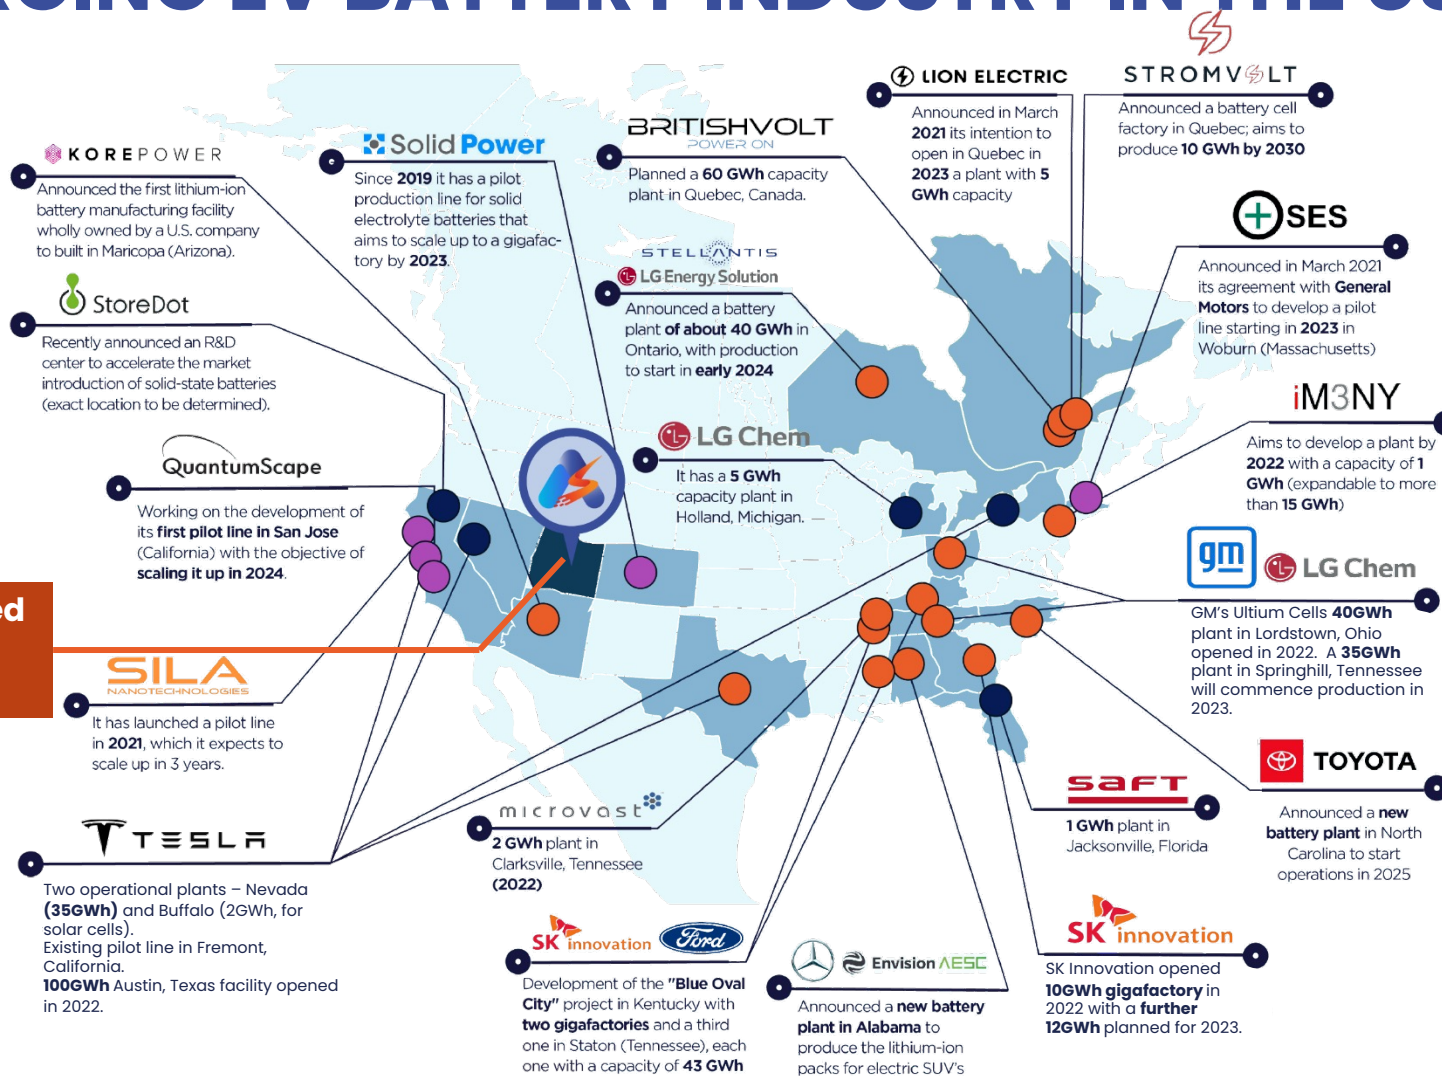 EV BATTERY INDUSTRY IN THE
KOREPOWER
Announced the first lithium-ion
battery manufacturing facility
wholly owned by a U.S. company
to built in Maricopa (Arizona).
StoreDot
Recently announced an R&D
center to accelerate the market
introduction of solid-state batteries
(exact location to be determined).
QuantumScape
Working on the development of
its first pilot line in San Jose
(California) with the objective of
scaling it up in 2024.
SILA
NANOTECHNOLOGIES
It has launched a pilot line
in 2021, which it expects to
scale up in 3 years.
TESLA
Two operational plants – Nevada
(35GWh) and Buffalo (2GWh, for
solar cells).
Existing pilot line in Fremont,
California.
100GWh Austin, Texas facility opened
in 2022.
Solid Power
Since 2019 it has a pilot
production line for solid
electrolyte batteries that
aims to scale up to a gigafac-
tory by 2023.
BRITISHVOLT
POWER ON
Planned a 60 GWh capacity
plant in Quebec, Canada.
STELLANTIS
LG Energy Solution
Announced a battery
plant of about 40 GWh in
Ontario, with production
to start in early 2024
LG Chem
It has a 5 GWh
capacity plant in
Holland, Michigan.
LION ELECTRIC
Announced in March
2021 its intention to
open in Quebec in
2023 a plant with 5
GWh capacity
STROMVOLT
Announced a battery cell
factory in Quebec; aims to
produce 10 GWh by 2030
SES
Announced in March 2021
its agreement with General
Motors to develop a pilot
line starting in 2023 in
Woburn (Massachusetts)
iM3NY
Aims to develop a plant by
2022 with a capacity of 1
GWh (expandable to more
than 15 GWh)
gm LG Chem
GM's Ultium Cells 40GWh
plant in Lordstown, Ohio
opened in 2022. A 35GWh
plant in Springhill, Tennessee
will commence production in
2023.
TOYOTA
Announced a new
battery plant in North
Carolina to start
operations in 2025
saft
1 GWh plant in
Jacksonville, Florida
SK innovation
SK Innovation opened
10GWh gigafactory in
2022 with a further
12GWh planned for 2023.
microvast
2 GWh plant in
Clarksville, Tennessee
(2022)
SK innovation Ford
Development of the "Blue Oval
City" project in Kentucky with
two gigafactories and a third
one in Staton (Tennessee), each
one with a capacity of 43 GWh
Envision AESC
Announced a new battery
plant in Alabama to
produce the lithium-ion
packs for electric SUV's